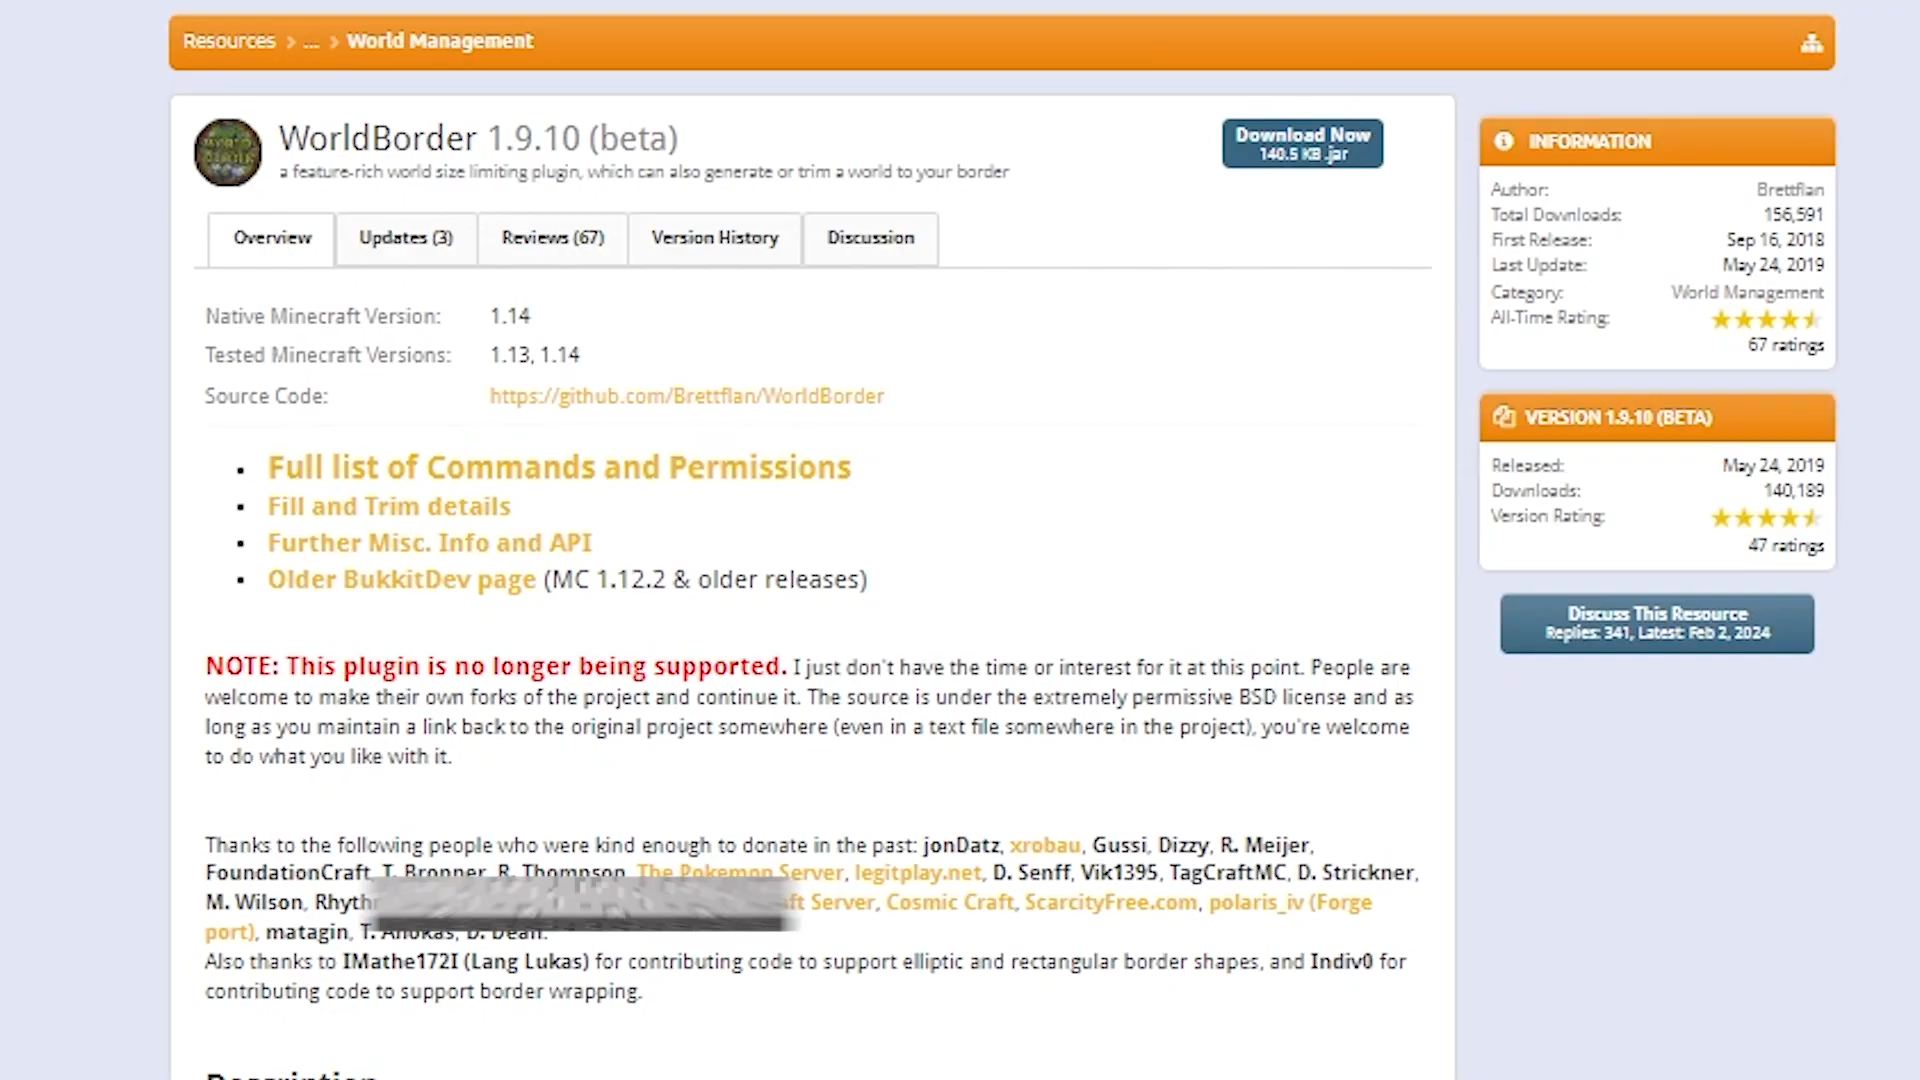 Resources > ... > World Management
WorldBorder 1.9.10 (beta)
a feature-rich world size limiting plugin, which can also generate or trim a world to your border
Download Now
140.5 KB .jar
Overview
Updates (3)
Reviews (67)
Version History
Discussion
Native Minecraft Version: 1.14
Tested Minecraft Versions: 1.13, 1.14
Source Code: https://github.com/Brettflan/WorldBorder
Full list of Commands and Permissions
Fill and Trim details
Further Misc. Info and API
Older BukkitDev page (MC 1.12.2 & older releases)
NOTE: This plugin is no longer being supported. I just don't have the time or interest for it at this point. People are
welcome to make their own forks of the project and continue it. The source is under the extremely permissive BSD license and as
long as you maintain a link back to the original project somewhere (even in a text file somewhere in the project), you're welcome
to do what you like with it.
Thanks to the following people who were kind enough to donate in the past: jonDatz, xrobau, Gussi, Dizzy, R. Meijer,
FoundationCraft, T. Bronner, R. Thompson, The Pokemon Server, legitplay.net, D. Senff, Vik1395, TagCraftMC, D. Strickner,
M. Wilson, Server, Cosmic Craft, ScarcityFree.com, polaris_iv (Forge
port), matagin, T. Anokas, D. Dean.
Also thanks to IMathe172I (Lang Lukas) for contributing code to support elliptic and rectangular border shapes, and Indiv0 for
contributing code to support border wrapping.
Description
INFORMATION
Author: Brettflan
Total Downloads: 156,591
First Release: Sep 16, 2018
Last Update: May 24, 2019
Category: World Management
All-Time Rating:
67 ratings
VERSION 1.9.10 (BETA)
Released: May 24, 2019
Downloads: 140,189
Version Rating:
47 ratings
Discuss This Resource
Replies: 341, Latest: Feb 2, 2024